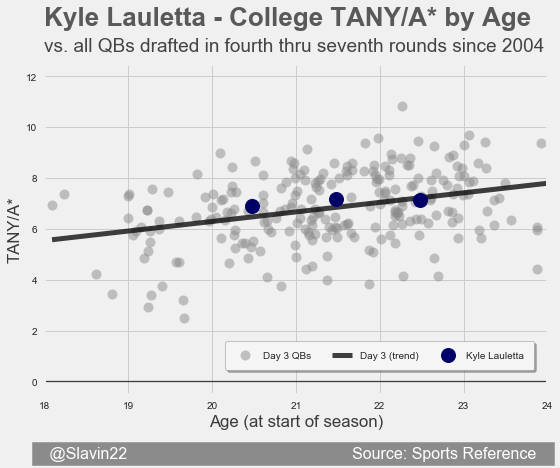 Kyle Lauletta - College TANY/A* by Age
vs. all QBs drafted in fourth thru seventh rounds since 2004
12
10
8
6
4
2
0
TANY/A*
Day 3 QBs
Day 3 (trend)
Kyle Lauletta
18
19
20
21
22
23
24
Age (at start of season)
@Slavin22
Source: Sports Reference